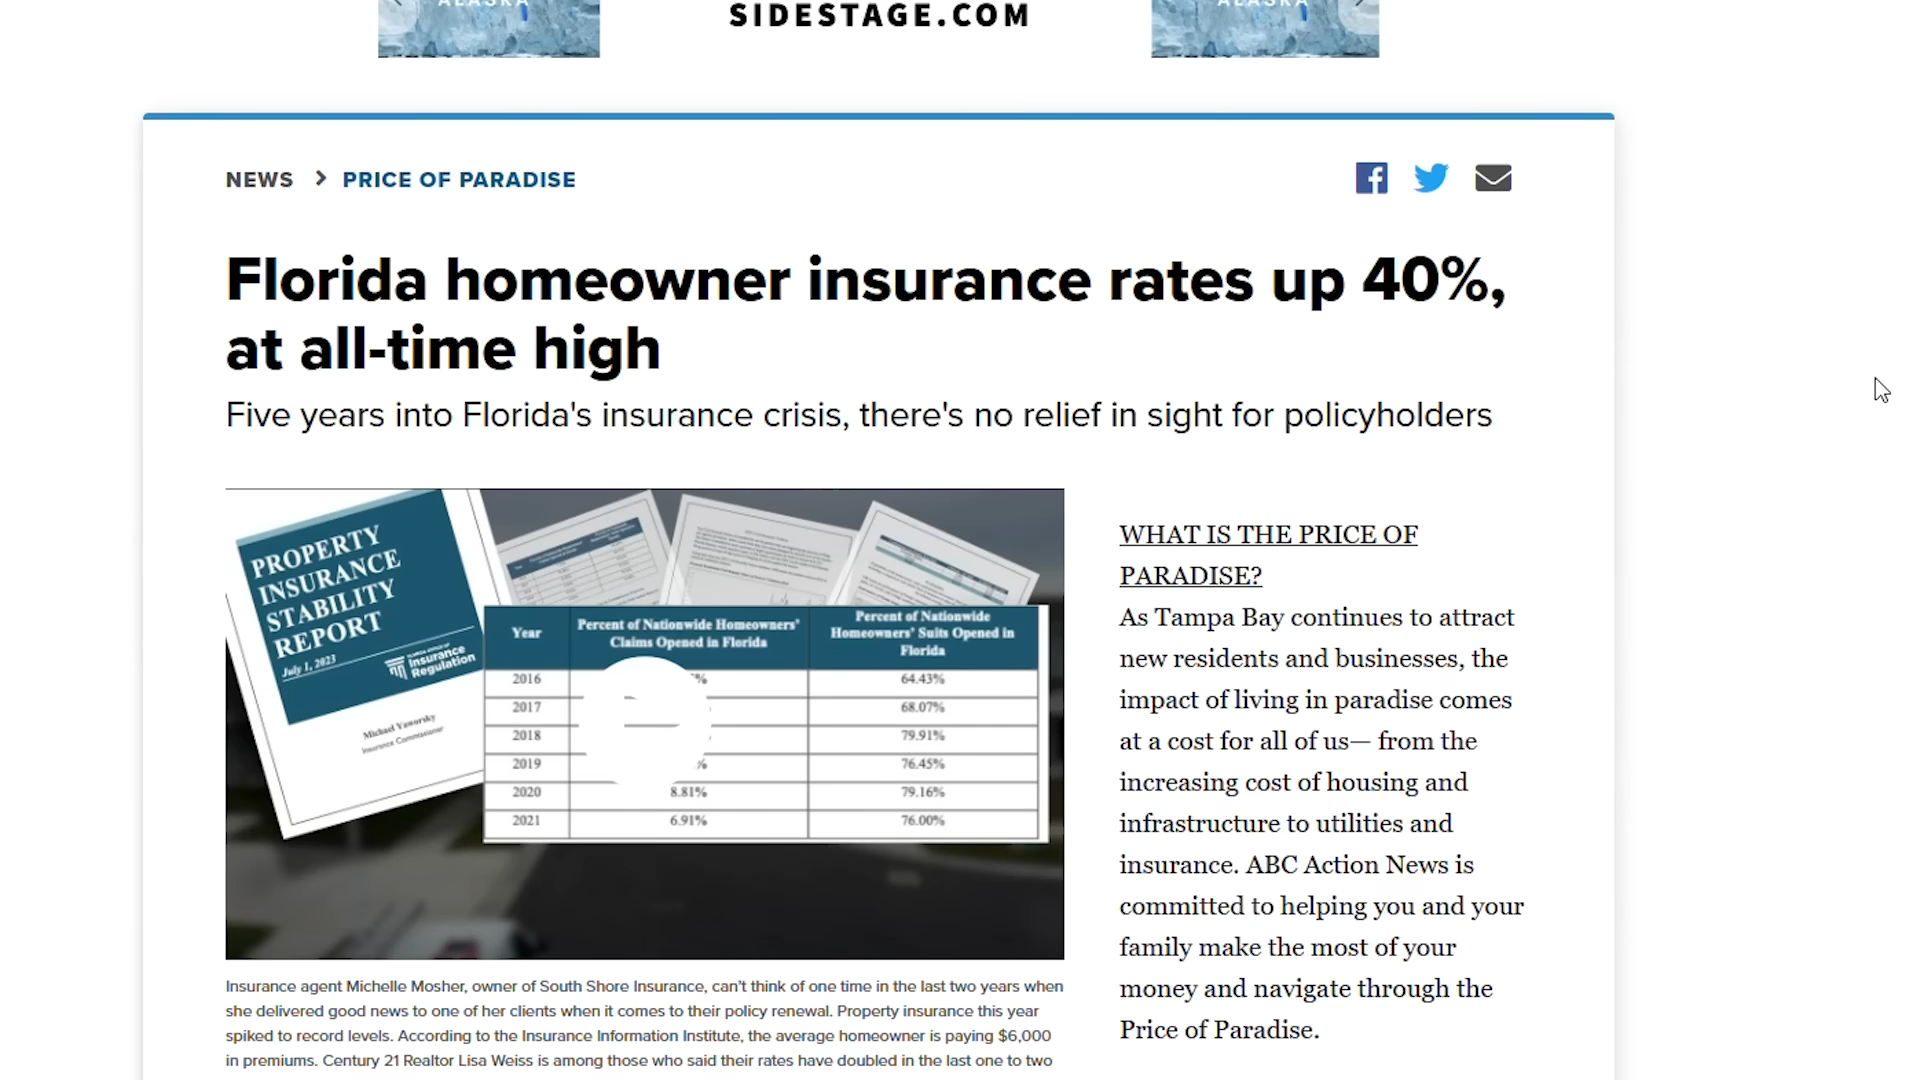 ALASKA
SIDESTAGE.COM
ALASKA
NEWS > PRICE OF PARADISE
Florida homeowner insurance rates up 40%,
at all-time high
Five years into Florida's insurance crisis, there's no relief in sight for policyholders
PROPERTY
INSURANCE
STABILITY
REPORT
July 1, 2023
Insurance
Regulation
Michael Yaworsky
Insurance Commissioner
Year
Percent of Nationwide Homeowners'
Claims Opened in Florida
Percent of Nationwide
Homeowners' Suits Opened in
Florida
2016 % 64.43%
2017 68.07%
2018 79.91%
2019 % 76.45%
2020 8.81% 79.16%
2021 6.91% 76.00%
Insurance agent Michelle Mosher, owner of South Shore Insurance, can't think of one time in the last two years when
she delivered good news to one of her clients when it comes to their policy renewal. Property insurance this year
spiked to record levels. According to the Insurance Information Institute, the average homeowner is paying $6,000
in premiums. Century 21 Realtor Lisa Weiss is among those who said their rates have doubled in the last one to two
WHAT IS THE PRICE OF
PARADISE?
As Tampa Bay continues to attract
new residents and businesses, the
impact of living in paradise comes
at a cost for all of us— from the
increasing cost of housing and
infrastructure to utilities and
insurance. ABC Action News is
committed to helping you and your
family make the most of your
money and navigate through the
Price of Paradise.